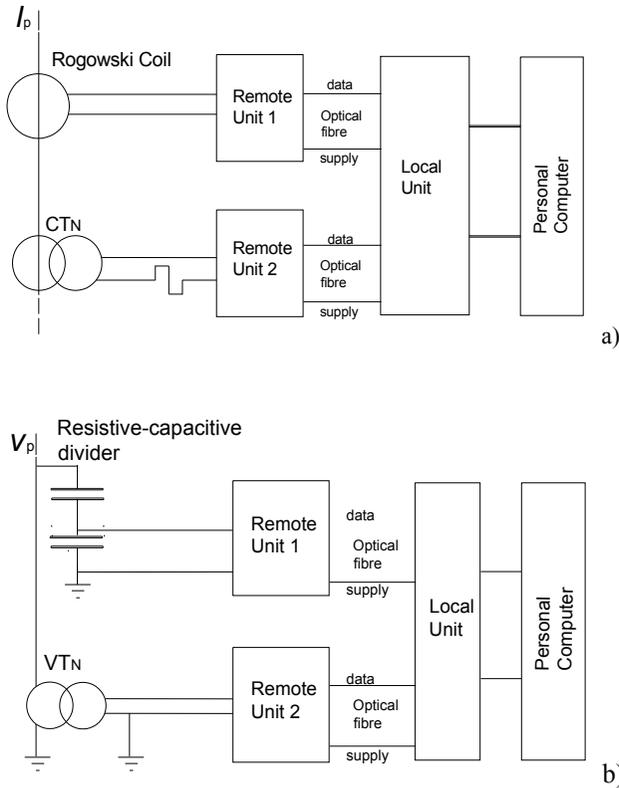 Ip
Rogowski Coil
Remote
Unit 1
data
Optical
fibre
supply
Local
Unit
Personal
Computer
CTN
Remote
Unit 2
data
Optical
fibre
supply
a)
Resistive-capacitive
divider
Vp
Remote
Unit 1
data
Optical
fibre
supply
Local
Unit
Personal
Computer
VTN
Remote
Unit 2
data
Optical
fibre
supply
b)